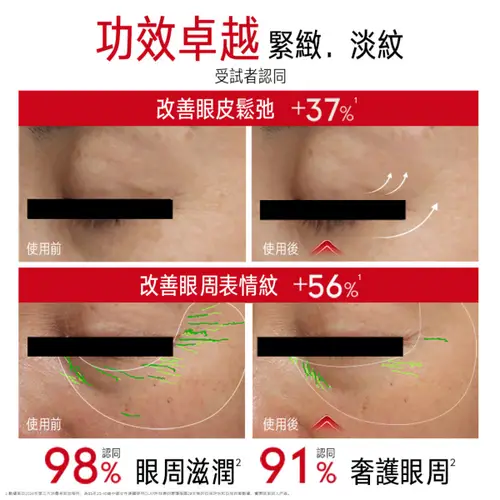 功效卓越 緊緻．淡紋
受試者認同
改善眼皮鬆弛 +37%¹
使用前
使用後
改善眼周表情紋 +56%¹
使用前
使用後
98% 認同 眼周滋潤² 91% 認同 奢護眼周²